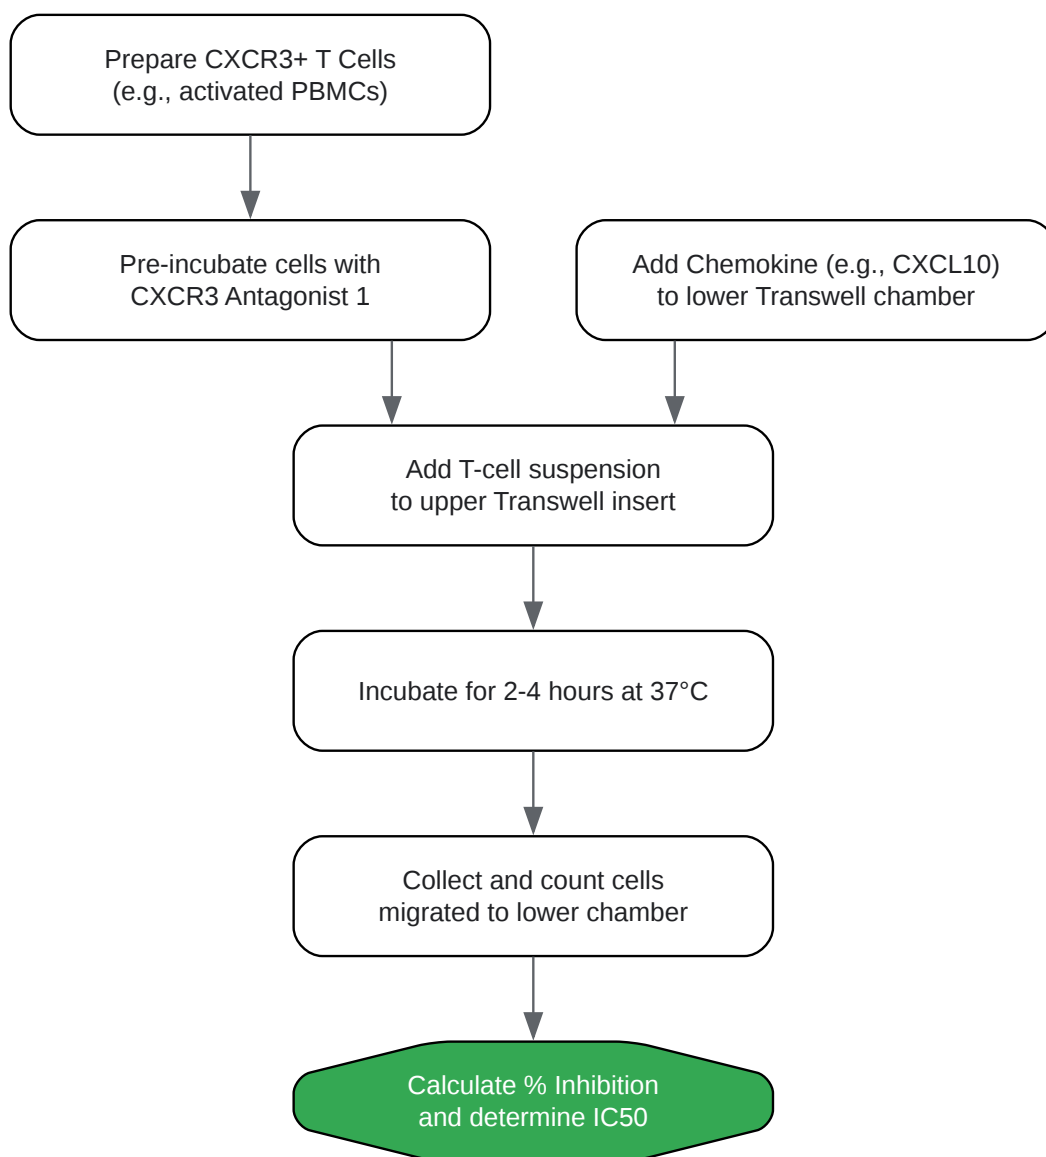 Prepare CXCR3+ T Cells
(e.g., activated PBMCs)
Pre-incubate cells with
CXCR3 Antagonist 1
Add Chemokine (e.g., CXCL10)
to lower Transwell chamber
Add T-cell suspension
to upper Transwell insert
Incubate for 2-4 hours at 37°C
Collect and count cells
migrated to lower chamber
Calculate % Inhibition
and determine IC50